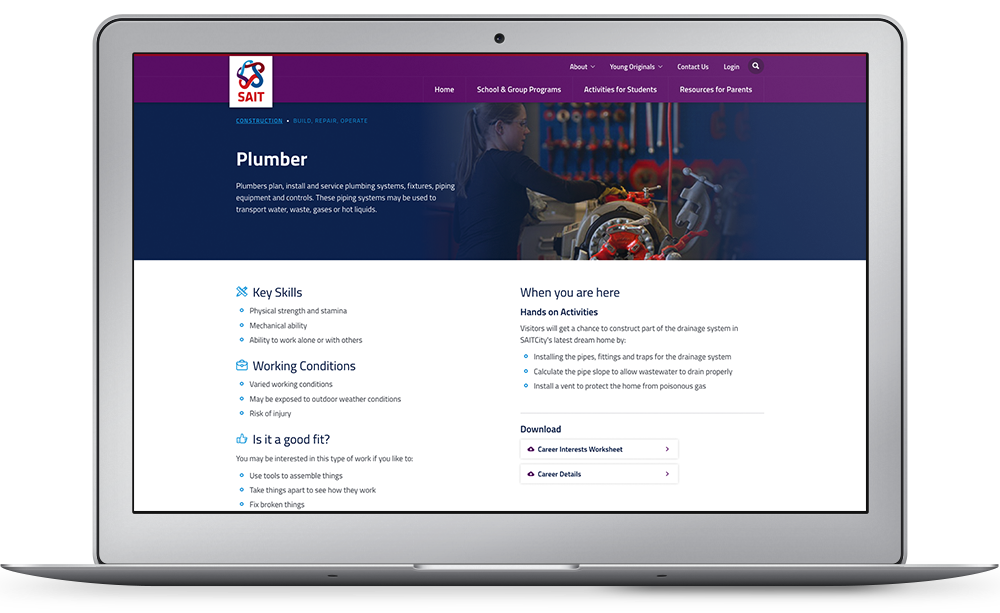 SAIT
About
Young Originals
Contact Us
Login
Home
School & Group Programs
Activities for Students
Resources for Parents
CONSTRUCTION • BUILD, REPAIR, OPERATE
Plumber
Plumbers plan, install and service plumbing systems, fixtures, piping
equipment and controls. These piping systems may be used to
transport water, waste, gases or hot liquids.
Key Skills
Physical strength and stamina
Mechanical ability
Ability to work alone or with others
Working Conditions
Varied working conditions
May be exposed to outdoor weather conditions
Risk of injury
Is it a good fit?
You may be interested in this type of work if you like to:
Use tools to assemble things
Take things apart to see how they work
Fix broken things
When you are here
Hands on Activities
Visitors will get a chance to construct part of the drainage system in
SAITCity's latest dream home by:
Installing the pipes, fittings and traps for the drainage system
Calculate the pipe slope to allow wastewater to drain properly
Install a vent to protect the home from poisonous gas
Download
Career Interests Worksheet
Career Details